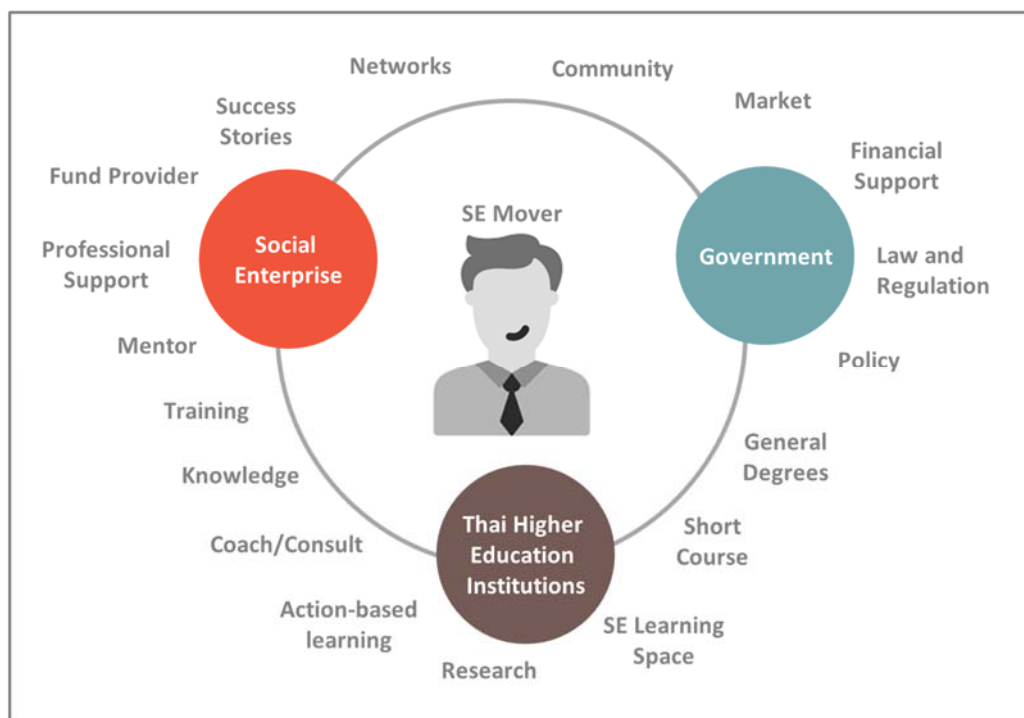 Networks
Community
Market
Success
Stories
Financial
Support
Fund Provider
SE Mover
Social
Enterprise
Government
Professional
Support
Law and
Regulation
Mentor
Policy
Training
General
Degrees
Knowledge
Thai Higher
Education
Institutions
Short
Course
Coach/Consult
Action-based
learning
SE Learning
Space
Research